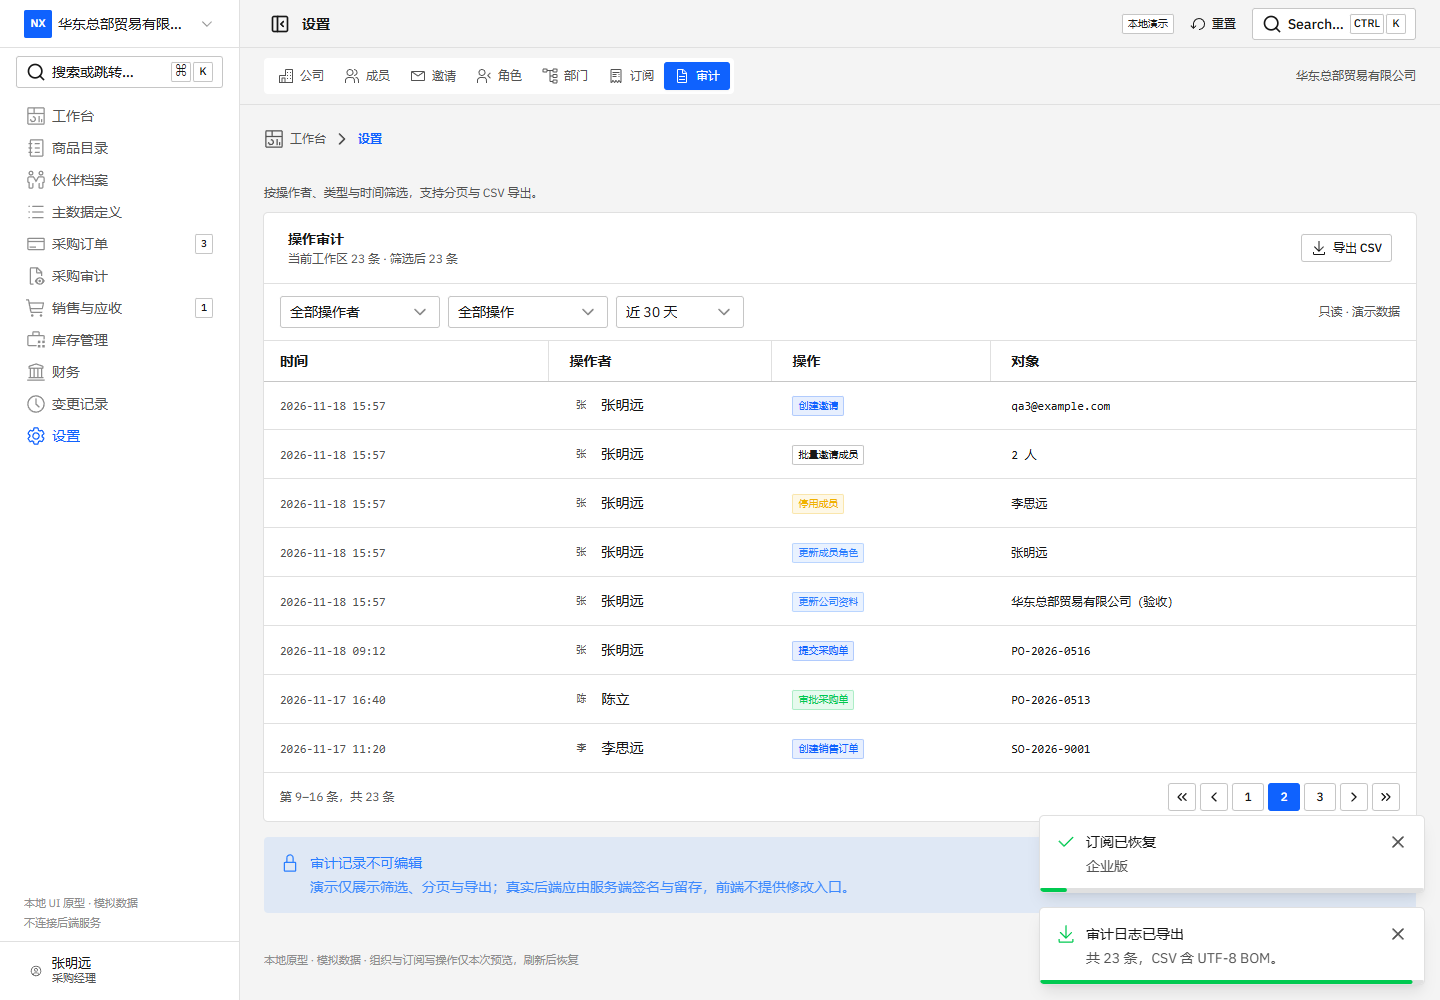 NX 华东总部贸易有限...
搜索或跳转... ⌘ K
工作台
商品目录
伙伴档案
主数据定义
采购订单 3
采购审计
销售与应收 1
库存管理
财务
变更记录
设置
本地 UI 原型 · 模拟数据
不连接后端服务
张明远
采购经理
设置
本地演示 重置 Search... CTRL K
公司 成员 邀请 角色 部门 订阅 审计 华东总部贸易有限公司
工作台 设置
按操作者、类型与时间筛选，支持分页与 CSV 导出。
操作审计
当前工作区 23 条 · 筛选后 23 条
导出 CSV
全部操作者 全部操作 近 30 天 只读 · 演示数据
时间 操作者 操作 对象
2026-11-18 15:57 张 张明远 创建邀请 qa3@example.com
2026-11-18 15:57 张 张明远 批量邀请成员 2 人
2026-11-18 15:57 张 张明远 停用成员 李思远
2026-11-18 15:57 张 张明远 更新成员角色 张明远
2026-11-18 15:57 张 张明远 更新公司资料 华东总部贸易有限公司（验收）
2026-11-18 09:12 张 张明远 提交采购单 PO-2026-0516
2026-11-17 16:40 陈 陈立 审批采购单 PO-2026-0513
2026-11-17 11:20 李 李思远 创建销售订单 SO-2026-9001
第 9–16 条，共 23 条 1 2 3
审计记录不可编辑
演示仅展示筛选、分页与导出；真实后端应由服务端签名与留存，前端不提供修改入口。
订阅已恢复
企业版
审计日志已导出
共 23 条，CSV 含 UTF-8 BOM。
本地原型 · 模拟数据 · 组织与订阅写操作仅本次预览，刷新后恢复